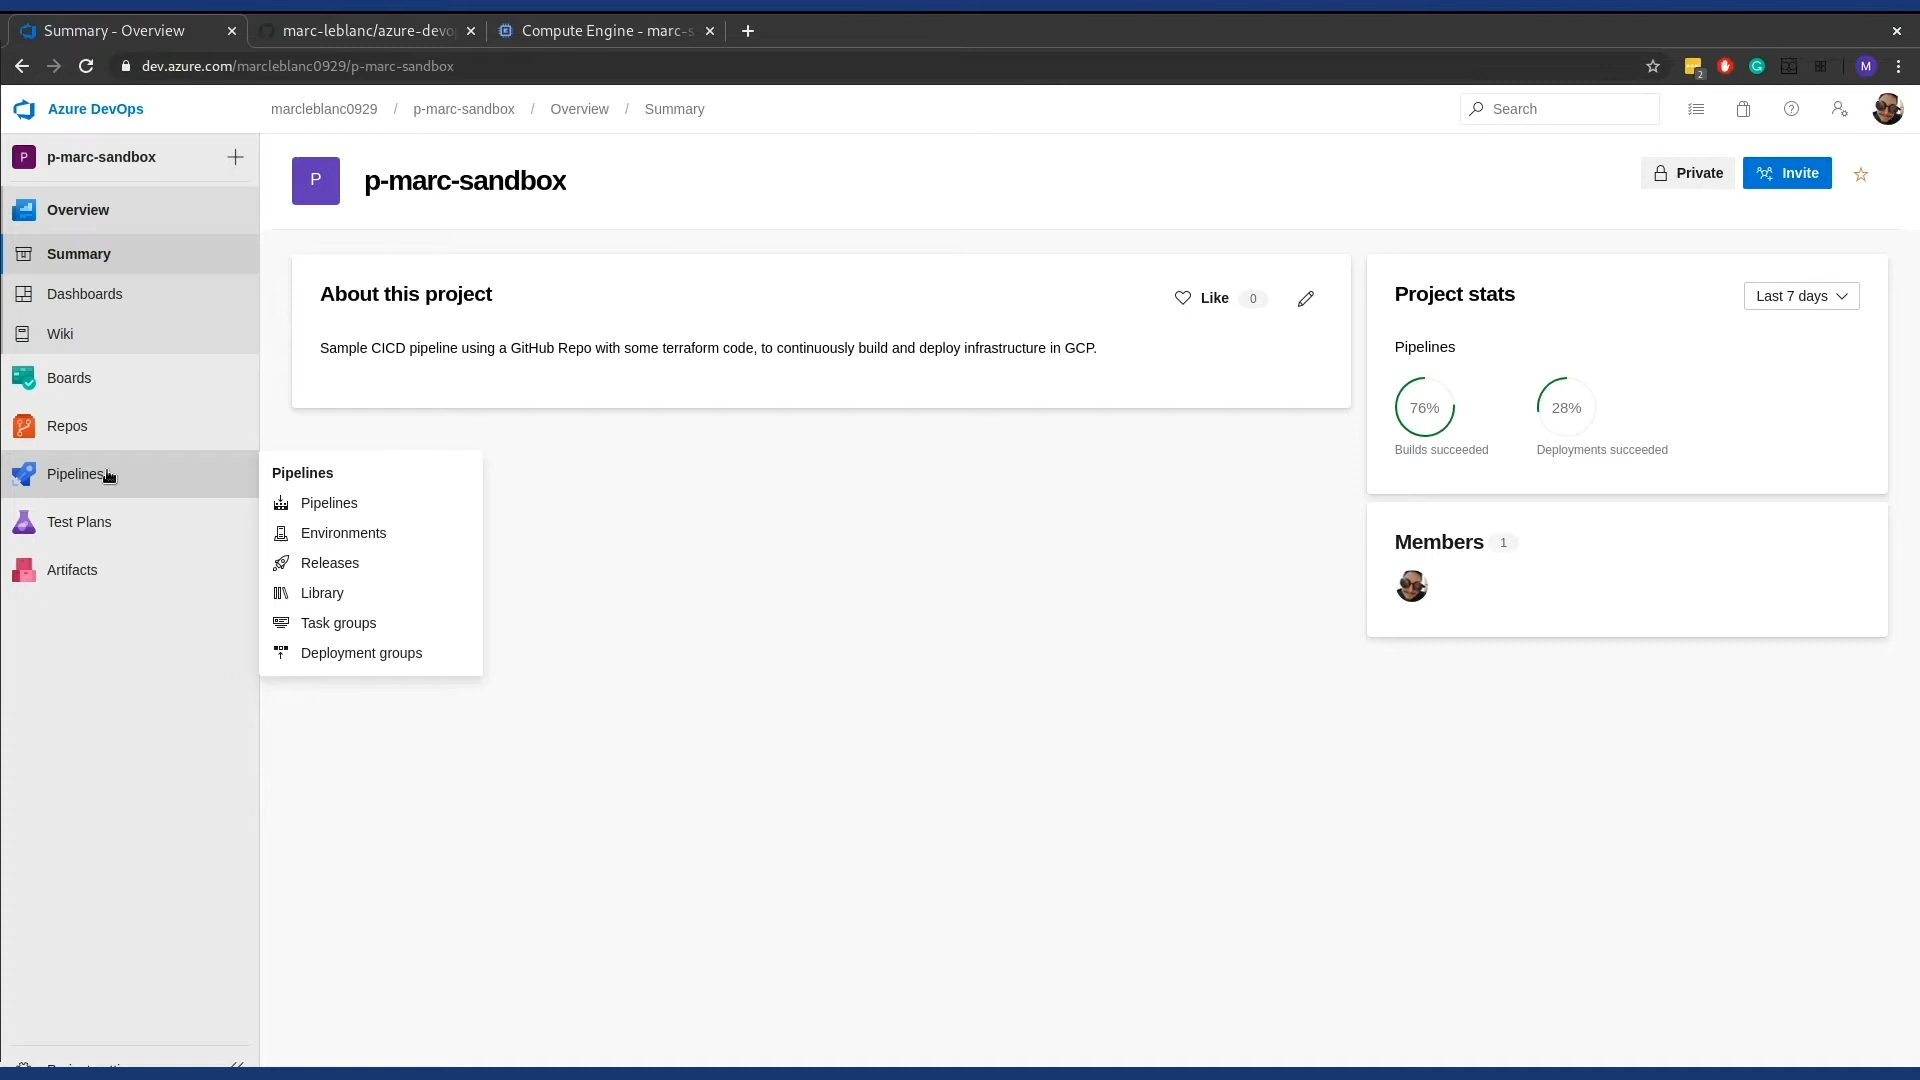 Summary - Overview
marc-leblanc/azure-devo
Compute Engine - marc-s
dev.azure.com/marcleblanc0929/p-marc-sandbox
2
M
Azure DevOps
marcleblanc0929 / p-marc-sandbox / Overview / Summary
Search
P
p-marc-sandbox
Overview
Summary
Dashboards
Wiki
Boards
Repos
Pipelines
Test Plans
Artifacts
P
p-marc-sandbox
Private
Invite
About this project
Like 0
Sample CICD pipeline using a GitHub Repo with some terraform code, to continuously build and deploy infrastructure in GCP.
Pipelines
Pipelines
Environments
Releases
Library
Task groups
Deployment groups
Project stats
Last 7 days
Pipelines
76%
Builds succeeded
28%
Deployments succeeded
Members 1